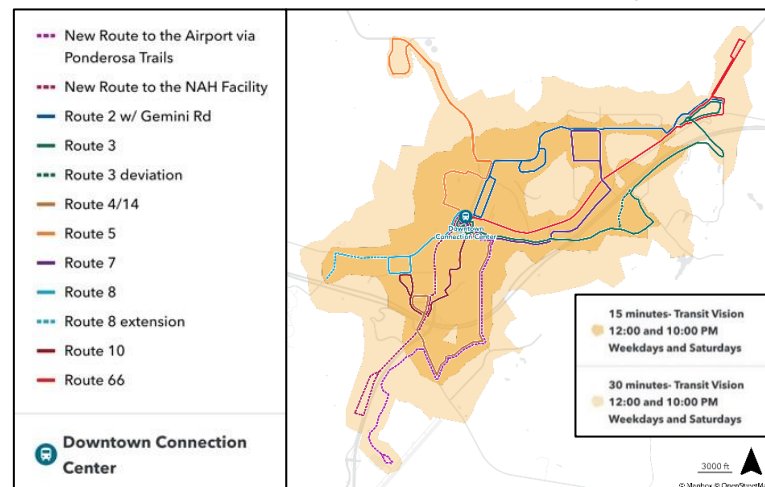 New Route to the Airport via
Ponderosa Trails
New Route to the NAH Facility
Route 2 w/ Gemini Rd
Route 3
Route 3 deviation
Route 4/14
Route 5
Route 7
Route 8
Route 8 extension
Route 10
Route 66
Downtown Connection
Center
Downtown
Connection Center
15 minutes- Transit Vision
12:00 and 10:00 PM
Weekdays and Saturdays
30 minutes- Transit Vision
12:00 and 10:00 PM
Weekdays and Saturdays
3000 ft
© Mapbox © OpenStreetMa